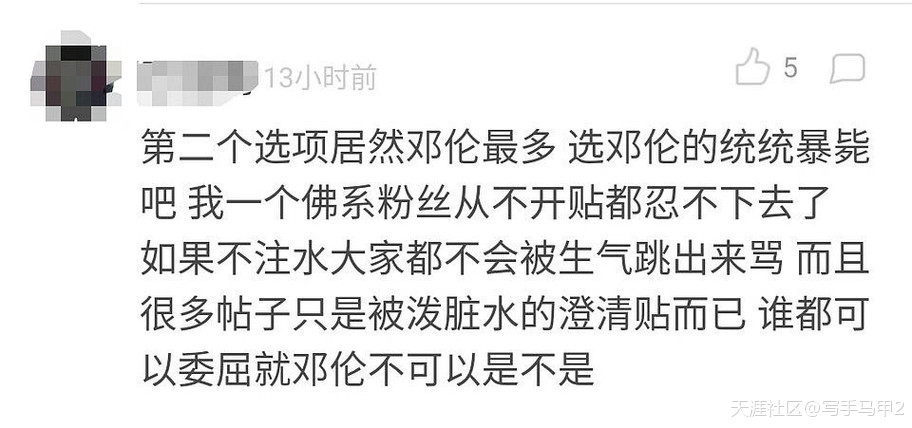 13小时前
5
第二个选项居然邓伦最多 选邓伦的统统暴毙
吧 我一个佛系粉丝从不开贴都忍不下去了
如果不注水大家都不会被生气跳出来骂 而且
很多帖子只是被泼脏水的澄清贴而已 谁都可
以委屈就邓伦不可以是不是
天涯社区@写手马甲2